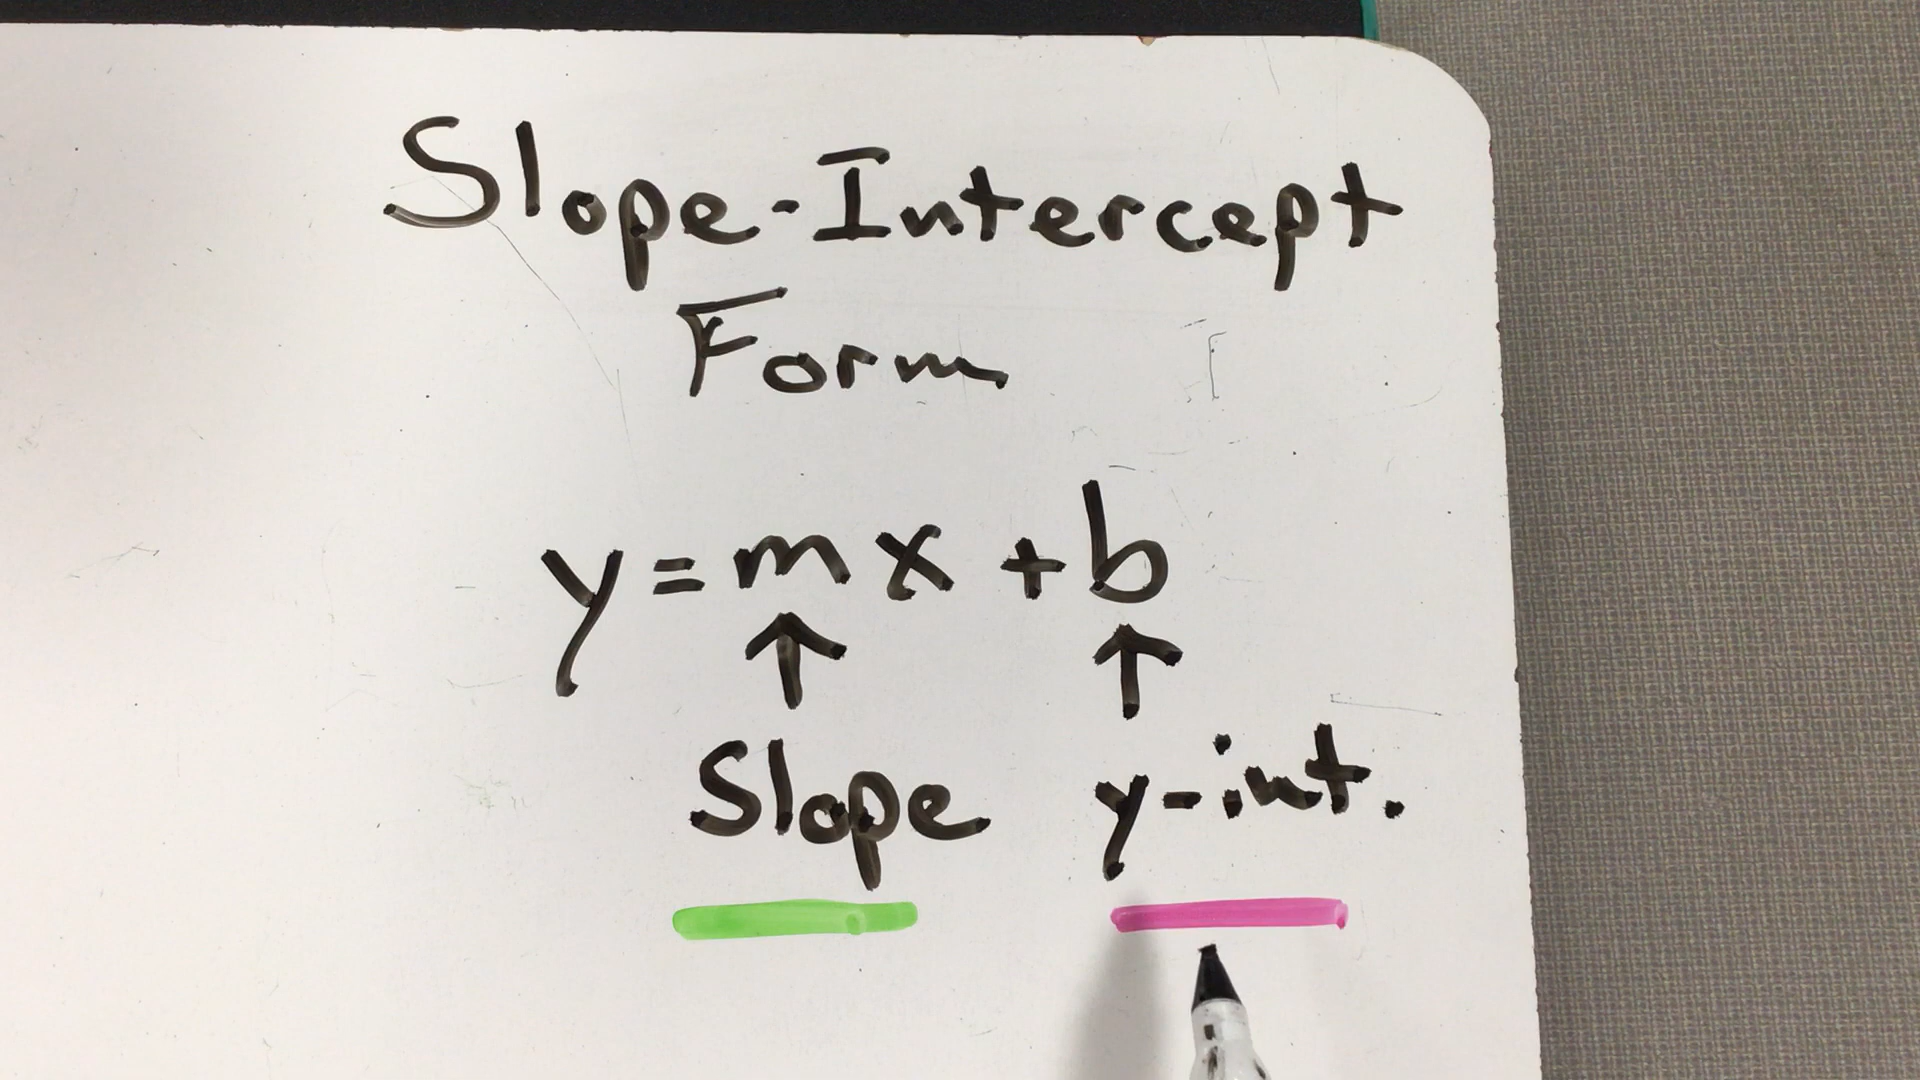 Slope-Intercept
Form
y = mx + b
↑ ↑
Slope y-int.